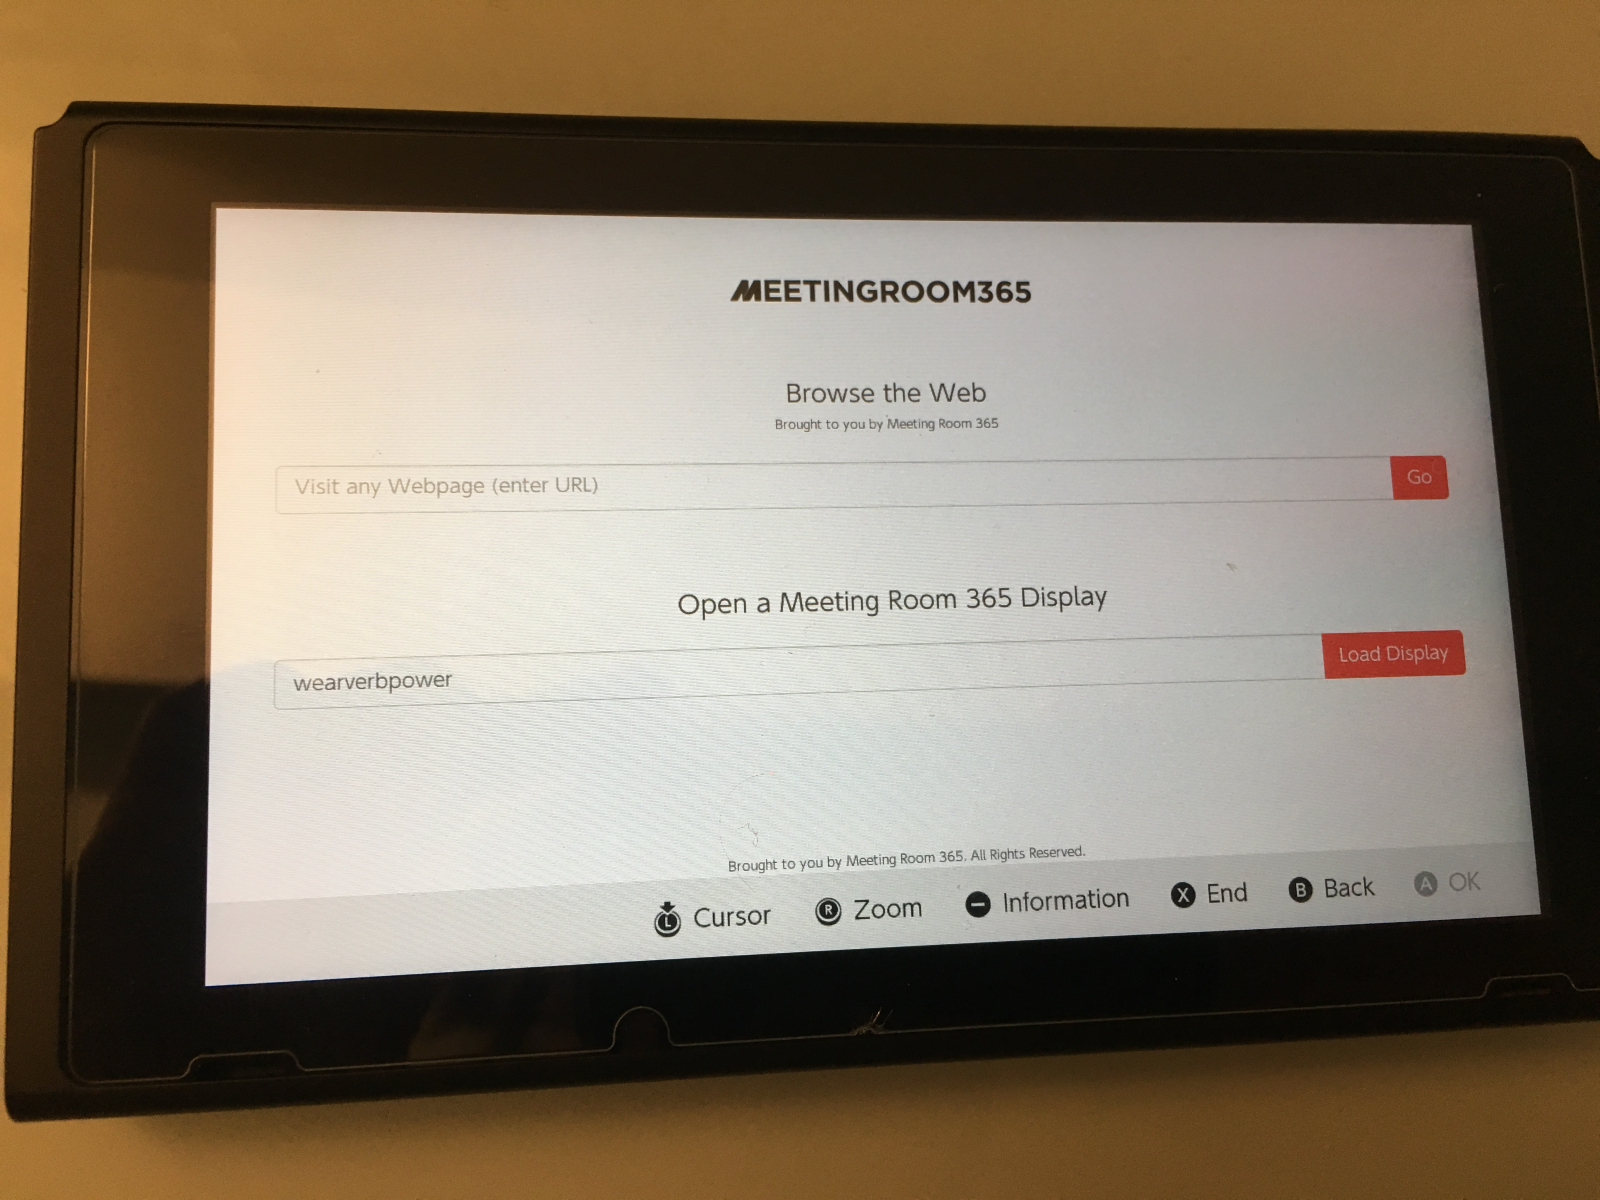 MEETINGROOM365
Browse the Web
Brought to you by Meeting Room 365
Visit any Webpage (enter URL)
Go
Open a Meeting Room 365 Display
wearverbpower
Load Display
Brought to you by Meeting Room 365. All Rights Reserved.
L Cursor R Zoom Information X End B Back A OK